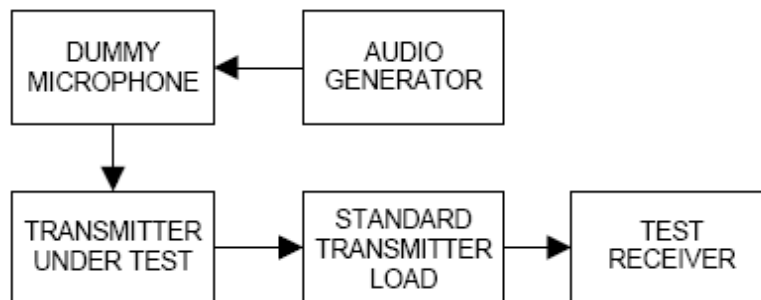 DUMMY
MICROPHONE
AUDIO
GENERATOR
TRANSMITTER
UNDER TEST
STANDARD
TRANSMITTER
LOAD
TEST
RECEIVER